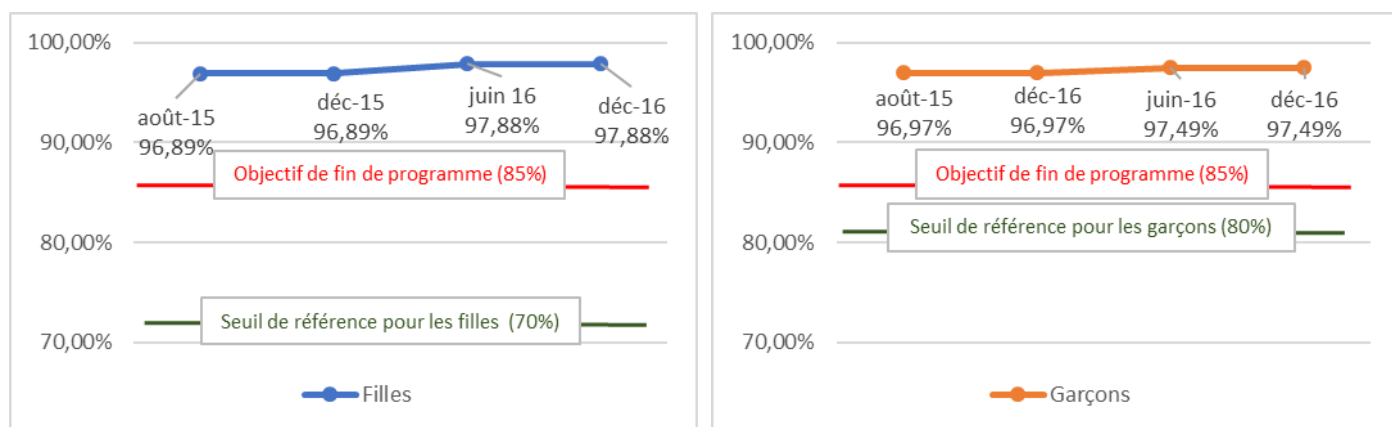 100,00%
90,00%
80,00%
70,00%
août-15
96,89%
déc-15
96,89%
juin 16
97,88%
déc-16
97,88%
Objectif de fin de programme (85%)
Seuil de référence pour les filles (70%)
Filles
100,00%
90,00%
80,00%
70,00%
août-15
96,97%
déc-16
96,97%
juin-16
97,49%
déc-16
97,49%
Objectif de fin de programme (85%)
Seuil de référence pour les garçons (80%)
Garçons